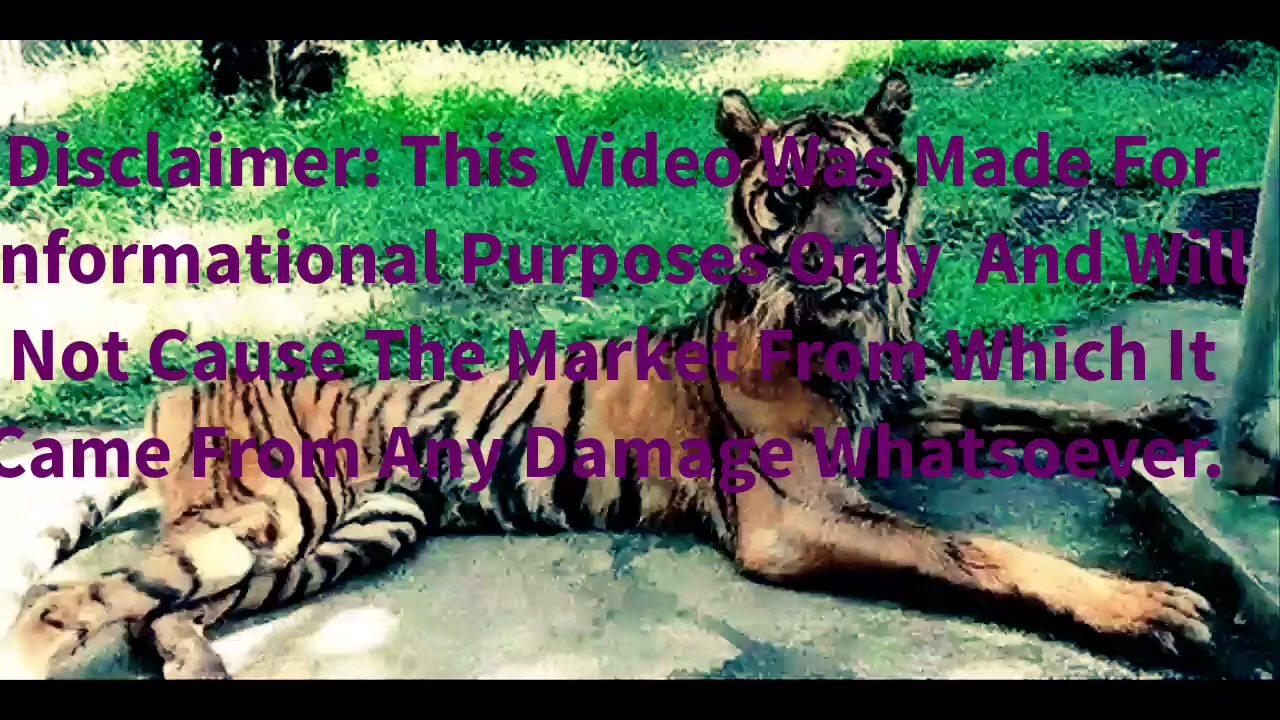 Disclaimer: This Video Was Made For
nformational Purposes Only  And Will
Not Cause The Market From Which It
Came From Any Damage Whatsoever.